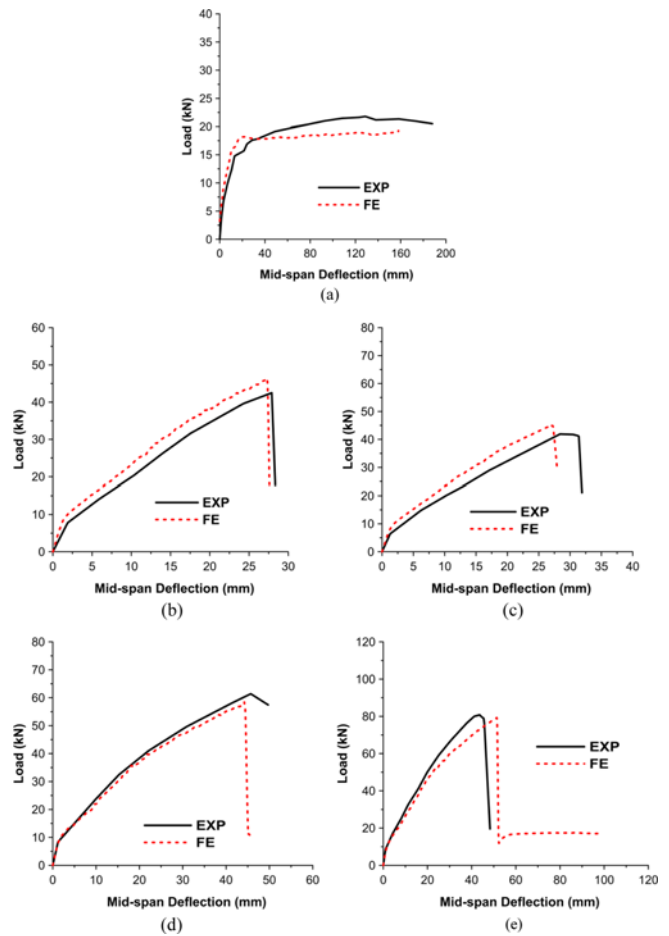 40
35
30
25
20
15
10
5
0
Load (kN)
EXP
FE
0 40 80 120 160 200
Mid-span Deflection (mm)
(a)
60
50
40
30
20
10
0
Load (kN)
EXP
FE
0 5 10 15 20 25 30
Mid-span Deflection (mm)
(b)
80
70
60
50
40
30
20
10
0
Load (kN)
EXP
FE
0 5 10 15 20 25 30 35 40
Mid-span Deflection (mm)
(c)
80
70
60
50
40
30
20
10
0
Load (kN)
EXP
FE
0 10 20 30 40 50 60
Mid-span Deflection (mm)
(d)
120
100
80
60
40
20
0
Load (kN)
EXP
FE
0 20 40 60 80 100 120
Mid-span Deflection (mm)
(e)